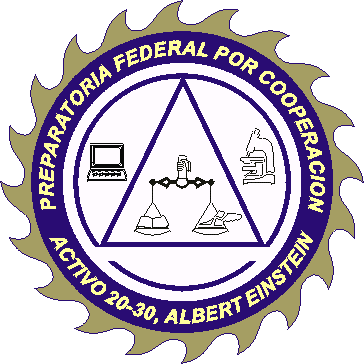 PREPARATORIA FEDERAL POR COOPERACION
ACTIVO 20-30, ALBERT EINSTEIN